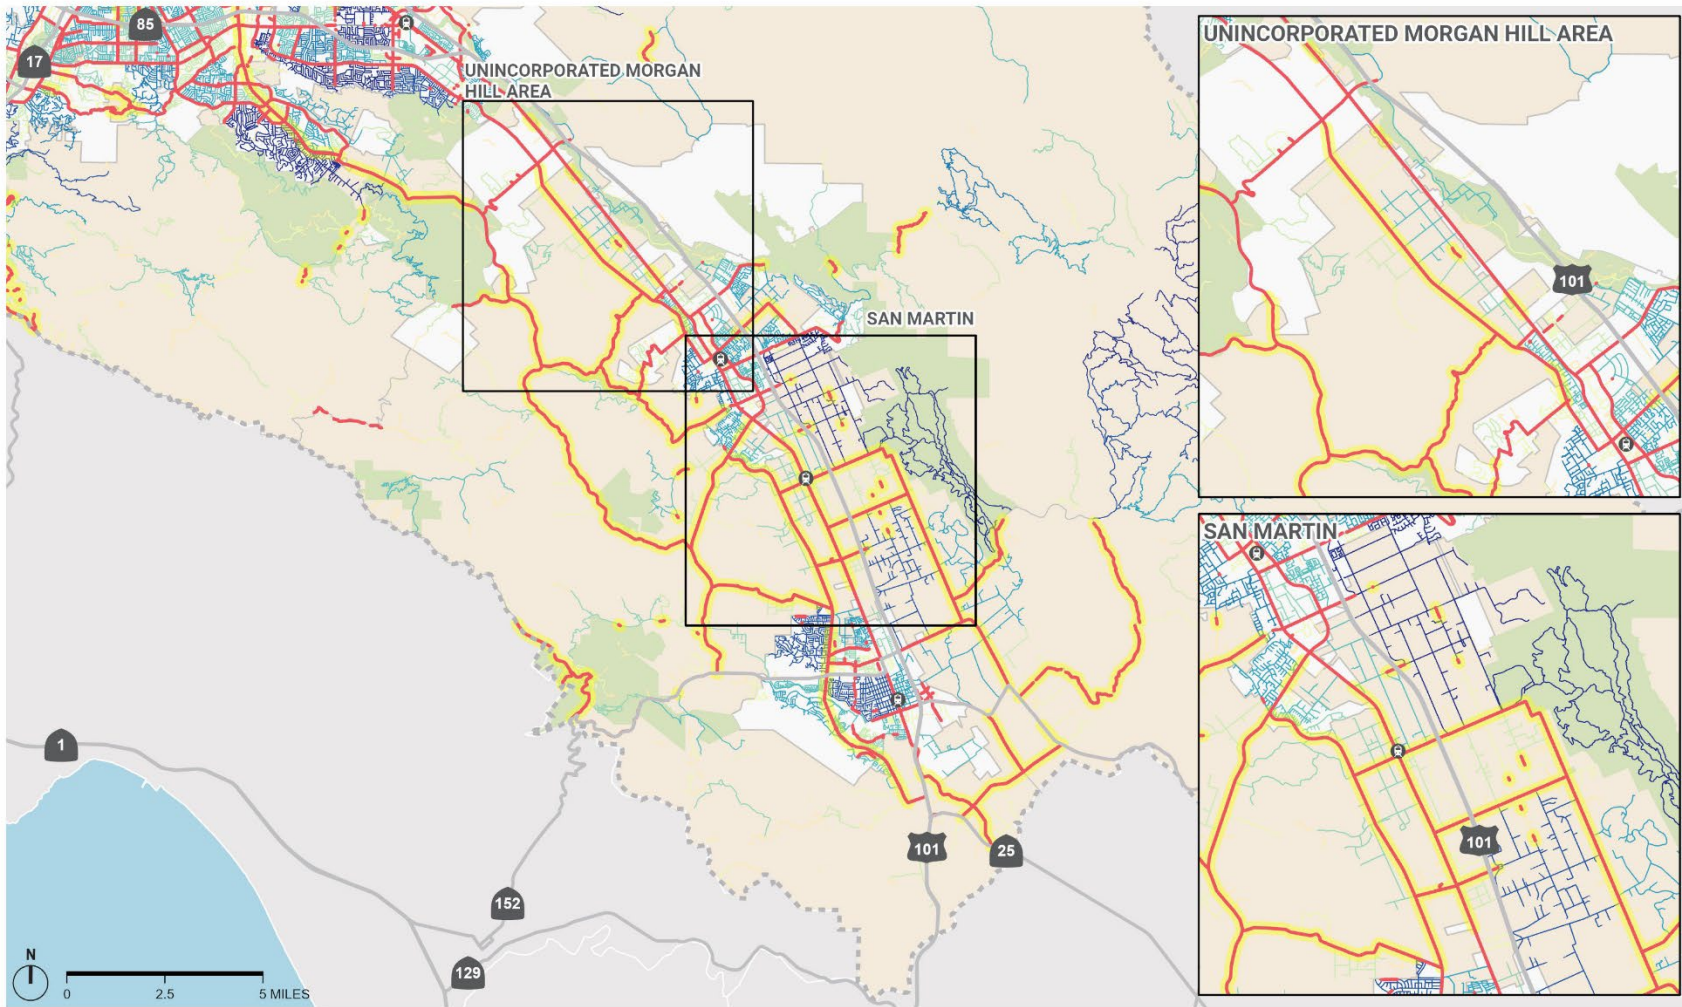 85
17
UNINCORPORATED MORGAN
HILL AREA
SAN MARTIN
1
101
25
152
129
N
0 2.5 5 MILES
UNINCORPORATED MORGAN HILL AREA
101
SAN MARTIN
101